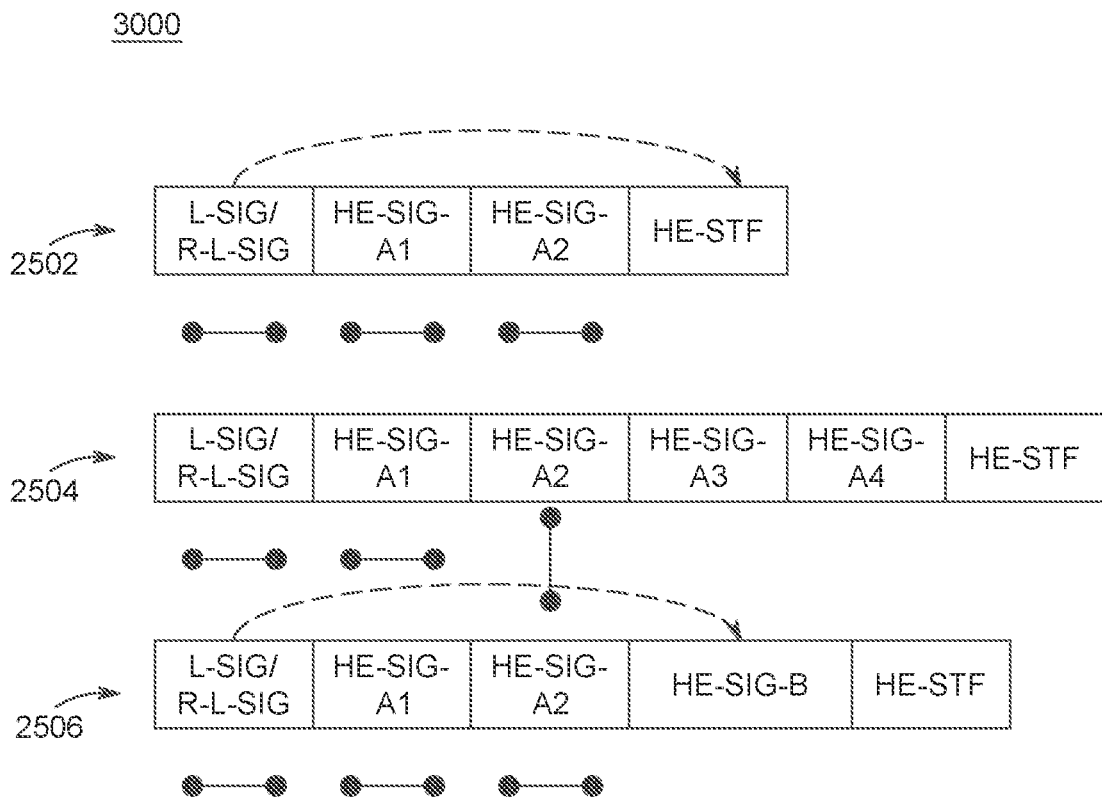 3000
L-SIG/ HE-SIG- HE-SIG- HE-STF
R-L-SIG A1 A2
2502
L-SIG/ HE-SIG- HE-SIG- HE-SIG- HE-SIG- HE-STF
R-L-SIG A1 A2 A3 A4
2504
L-SIG/ HE-SIG- HE-SIG- HE-SIG-B HE-STF
R-L-SIG A1 A2
2506